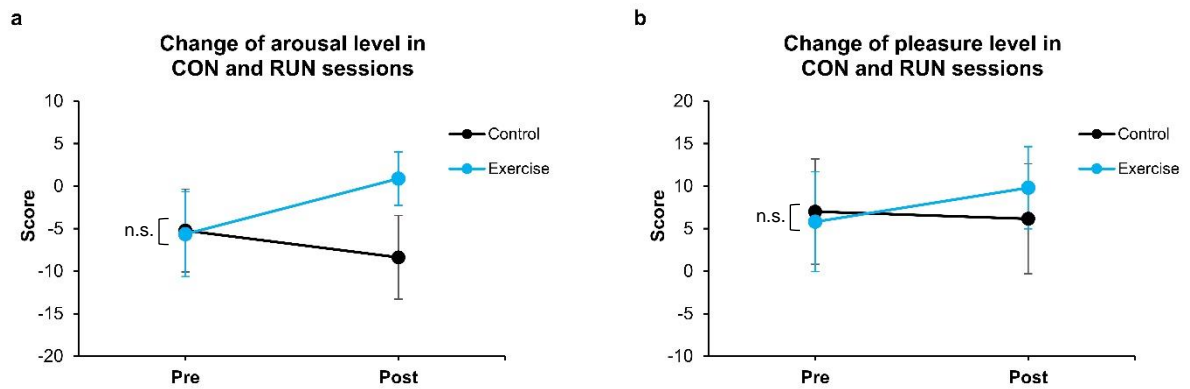 a
Change of arousal level in
CON and RUN sessions
10
5
0
-5
-10
-15
-20
Score
n.s.
Control
Exercise
Pre
Post
b
Change of pleasure level in
CON and RUN sessions
20
15
10
5
0
-5
-10
Score
n.s.
Control
Exercise
Pre
Post